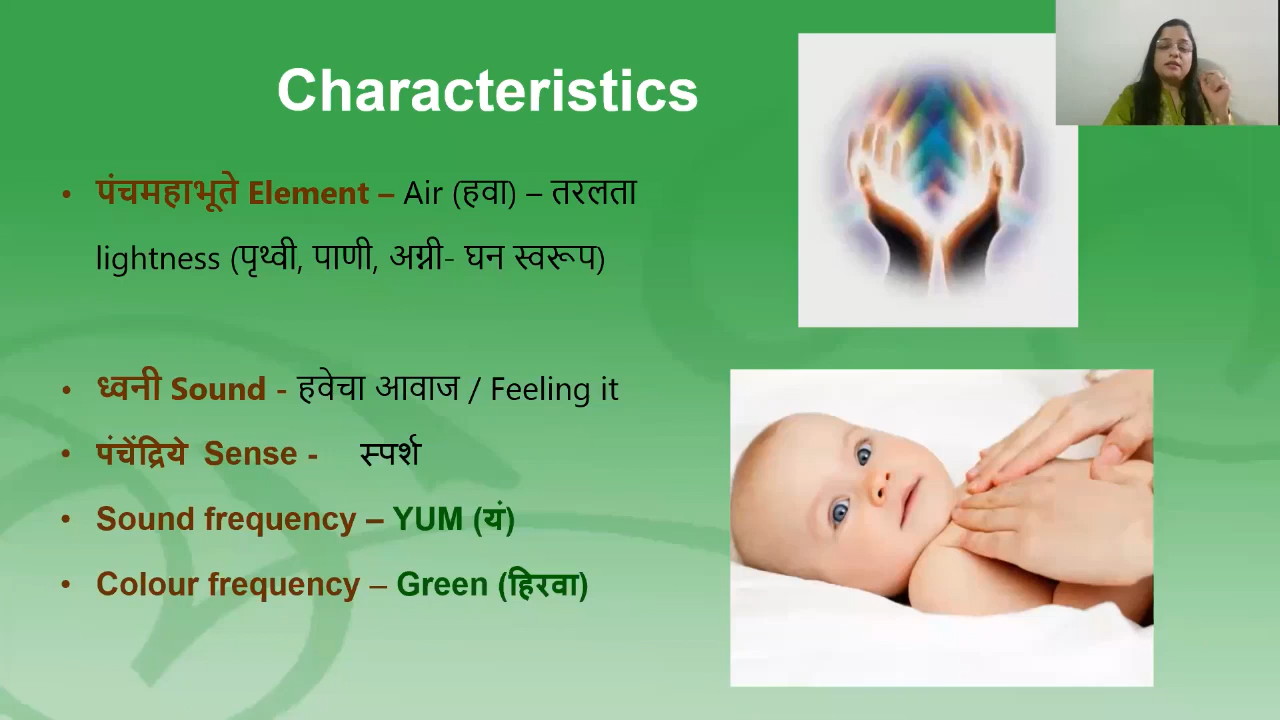 Characteristics
• पंचमहाभूते Element – Air (हवा) – तरलता
lightness (पृथ्वी, पाणी, अग्नी- घन स्वरूप)
• ध्वनी Sound - हवेचा आवाज / Feeling it
• पंचेंद्रिये Sense - स्पर्श
• Sound frequency – YUM (यं)
• Colour frequency – Green (हिरवा)